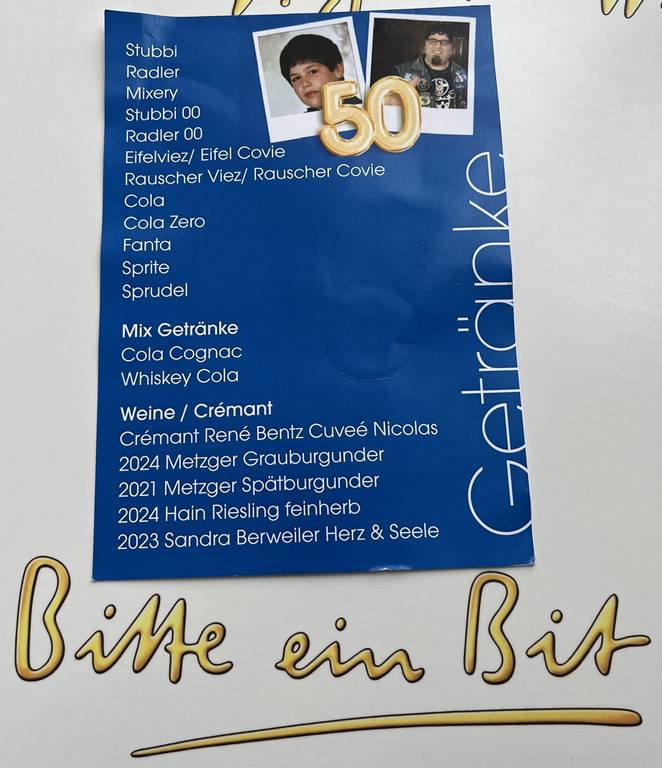 Stubbi
Radler
Mixery
Stubbi 00
Radler 00
Eifelviez/ Eifel Covie
Rauscher Viez/ Rauscher Covie
Cola
Cola Zero
Fanta
Sprite
Sprudel
Mix Getränke
Cola Cognac
Whiskey Cola
Weine / Crémant
Crémant René Bentz Cuveé Nicolas
2024 Metzger Grauburgunder
2021 Metzger Spätburgunder
2024 Hain Riesling feinherb
2023 Sandra Berweiler Herz & Seele
50
Getränke
Bitte ein Bit